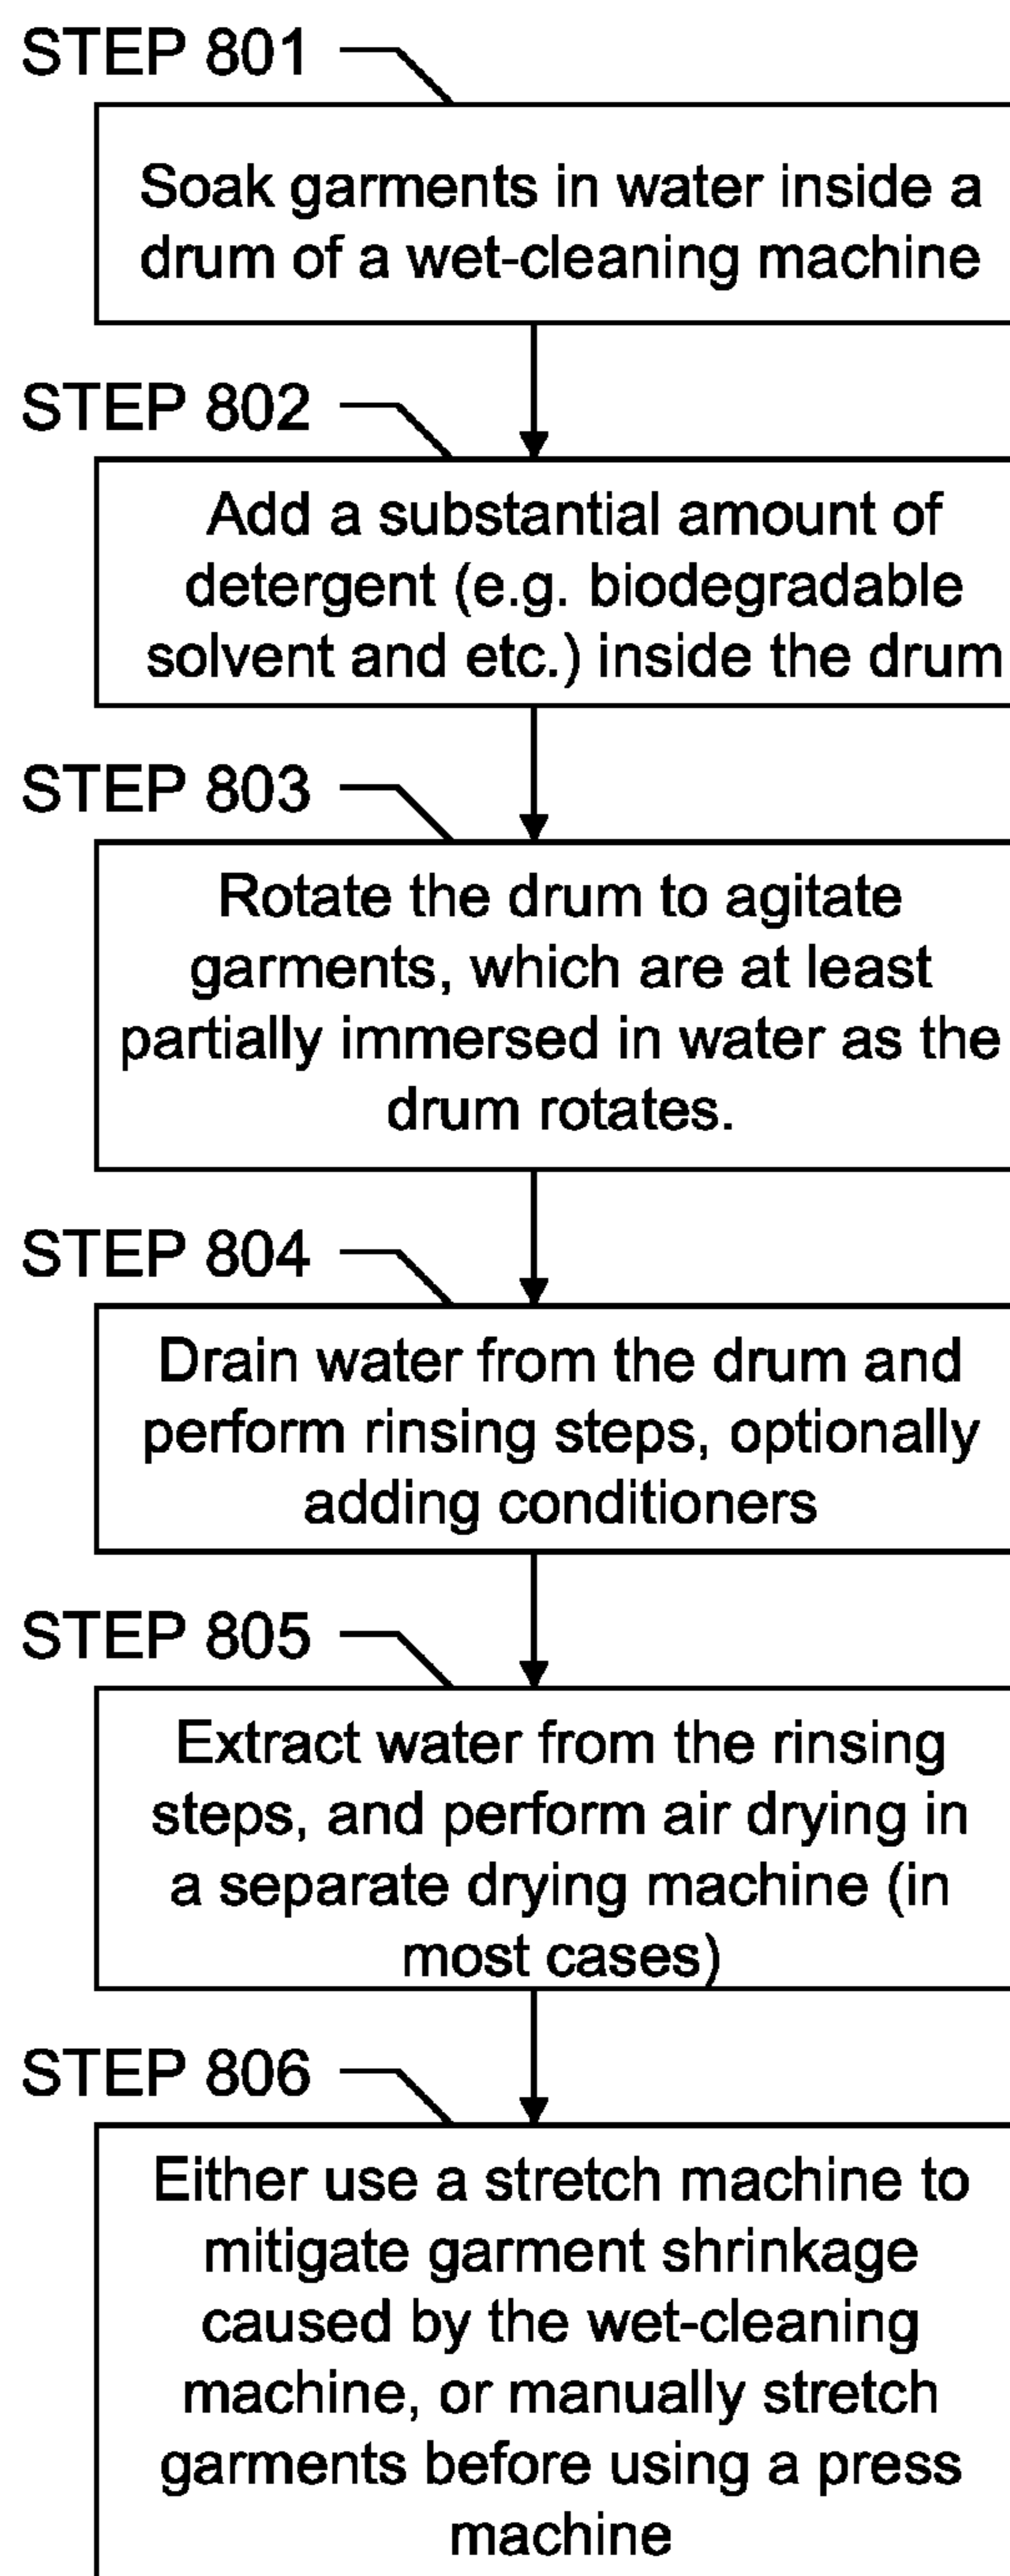 STEP 801
Soak garments in water inside a
drum of a wet-cleaning machine
STEP 802
Add a substantial amount of
detergent (e.g. biodegradable
solvent and etc.) inside the drum
STEP 803
Rotate the drum to agitate
garments, which are at least
partially immersed in water as the
drum rotates.
STEP 804
Drain water from the drum and
perform rinsing steps, optionally
adding conditioners
STEP 805
Extract water from the rinsing
steps, and perform air drying in
a separate drying machine (in
most cases)
STEP 806
Either use a stretch machine to
mitigate garment shrinkage
caused by the wet-cleaning
machine, or manually stretch
garments before using a press
machine